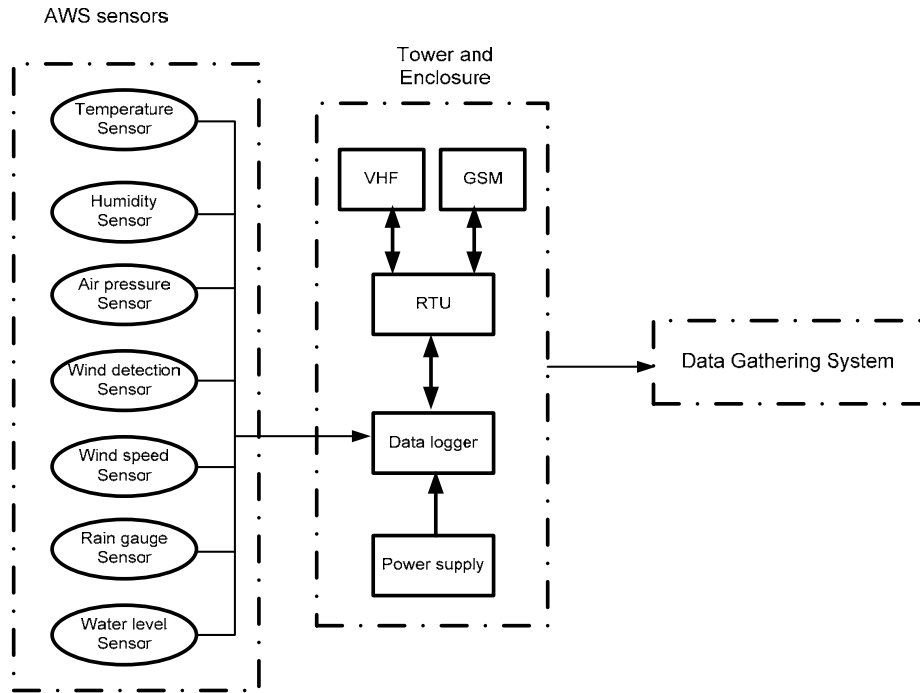 AWS sensors
Temperature
Sensor
Humidity
Sensor
Air pressure
Sensor
Wind detection
Sensor
Wind speed
Sensor
Rain gauge
Sensor
Water level
Sensor
Tower and
Enclosure
VHF
GSM
RTU
Data logger
Power supply
Data Gathering System